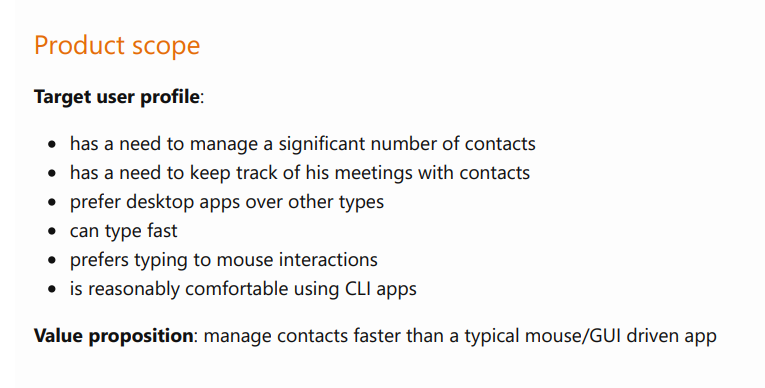 Product scope
Target user profile:
has a need to manage a significant number of contacts
has a need to keep track of his meetings with contacts
prefer desktop apps over other types
can type fast
prefers typing to mouse interactions
is reasonably comfortable using CLI apps
Value proposition: manage contacts faster than a typical mouse/GUI driven app